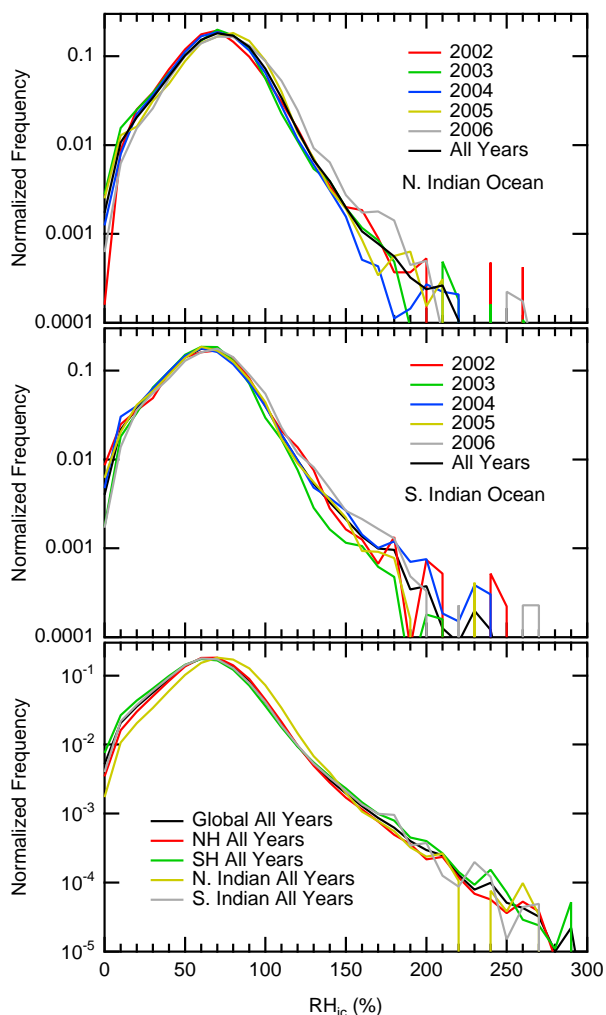 0.1
0.01
0.001
0.0001
Normalized Frequency
2002
2003
2004
2005
2006
All Years
N. Indian Ocean
0.1
0.01
0.001
0.0001
Normalized Frequency
2002
2003
2004
2005
2006
All Years
S. Indian Ocean
10-1
10-2
10-3
10-4
10-5
Normalized Frequency
Global All Years
NH All Years
SH All Years
N. Indian All Years
S. Indian All Years
0 50 100 150 200 250 300
RHic (%)